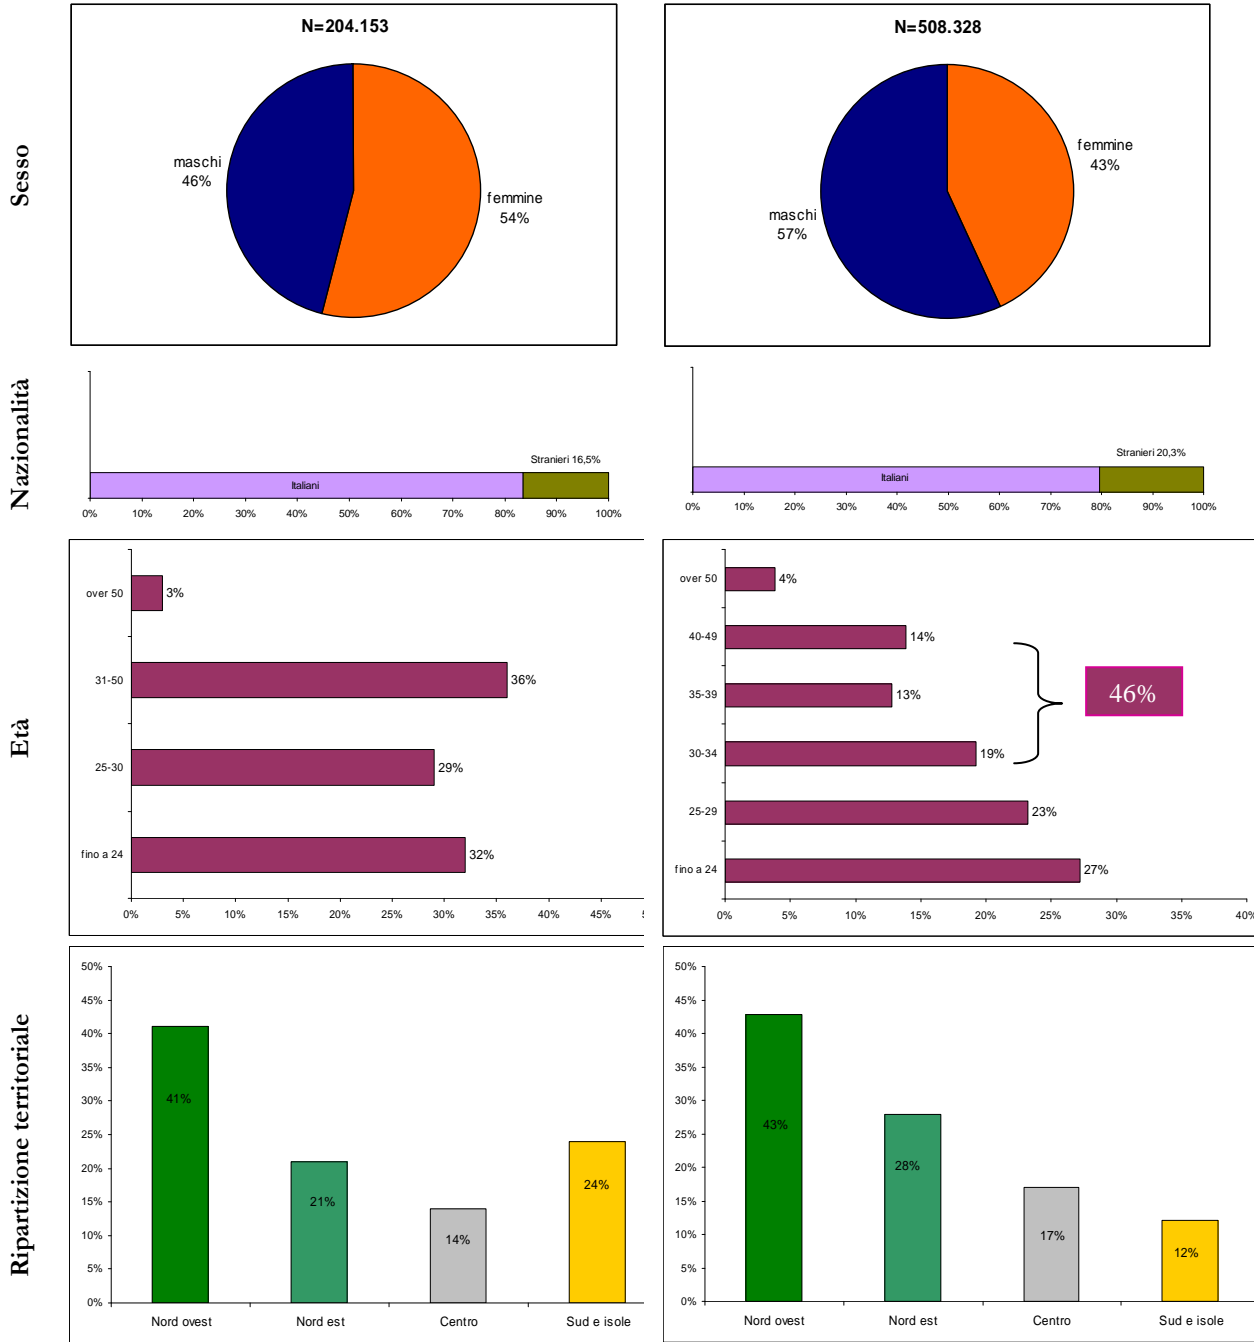 N=204.153
maschi
46%
femmine
54%
N=508.328
femmine
43%
maschi
57%
Sesso
Stranieri 16,5%
Italiani
0% 10% 20% 30% 40% 50% 60% 70% 80% 90% 100%
Stranieri 20,3%
Italiani
0% 10% 20% 30% 40% 50% 60% 70% 80% 90% 100%
Nazionalità
over 50 3%
31-50 36%
25-30 29%
fino a 24 32%
0% 5% 10% 15% 20% 25% 30% 35% 40% 45%
over 50 4%
40-49 14%
35-39 13%
30-34 19%
25-29 23%
fino a 24 27%
46%
0% 5% 10% 15% 20% 25% 30% 35% 40%
Età
50%
45%
40%
35%
30%
25%
20%
15%
10%
5%
0%
41%
21%
14%
24%
Nord ovest Nord est Centro Sud e isole
50%
45%
40%
35%
30%
25%
20%
15%
10%
5%
0%
43%
28%
17%
12%
Nord ovest Nord est Centro Sud e isole
Ripartizione territoriale